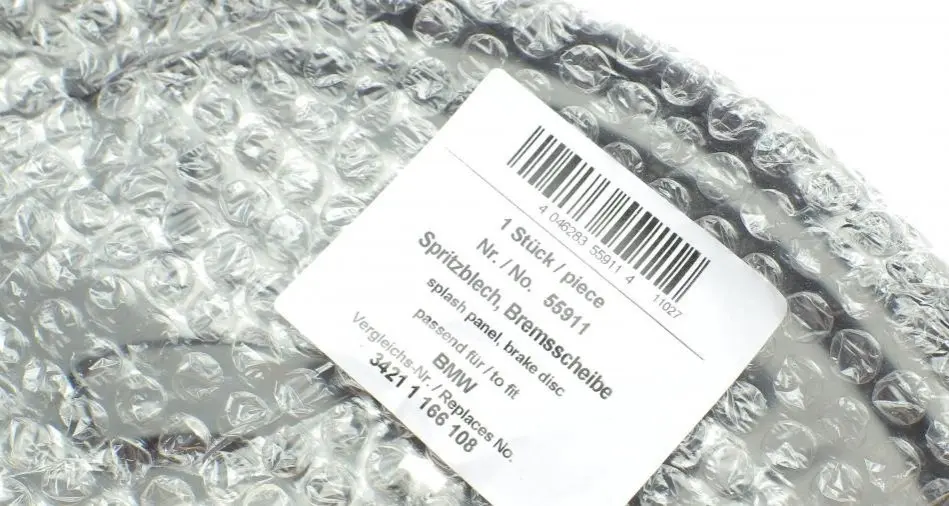 4 046283 55911 4
11027
1 Stück / piece
Nr. / No. 55911
Spritzblech, Bremsscheibe
splash panel, brake disc
passend für / to fit
BMW
Vergleichs-Nr. / Replaces No.
3421 1 166 108